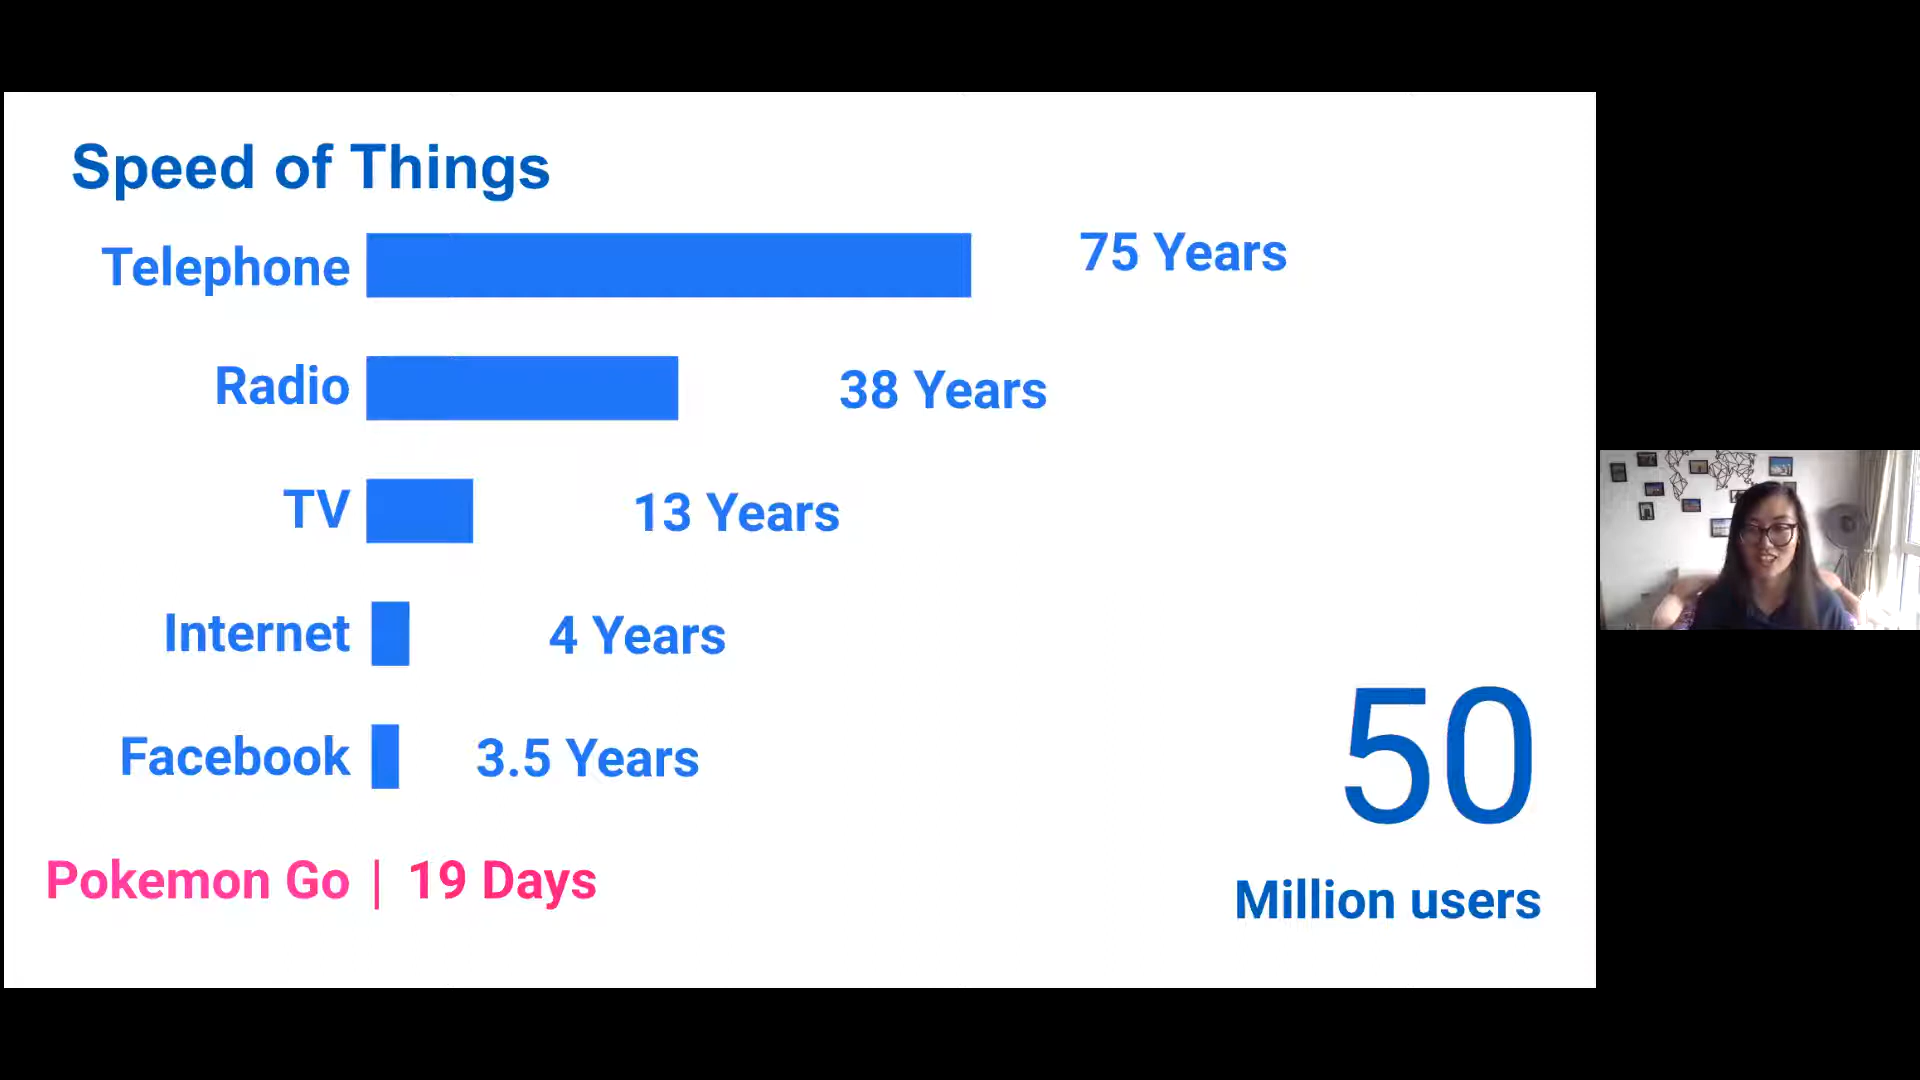 Speed of Things
Telephone 75 Years
Radio 38 Years
TV 13 Years
Internet 4 Years
Facebook 3.5 Years
Pokemon Go | 19 Days
50
Million users